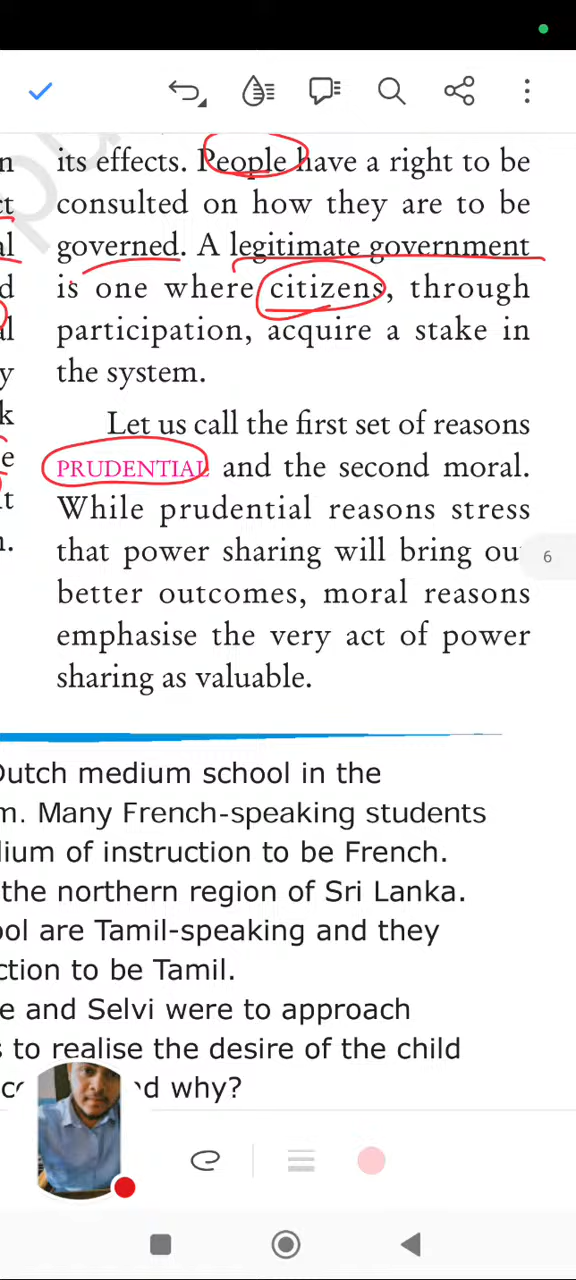 its effects. People have a right to be
consulted on how they are to be
governed. A legitimate government
is one where citizens, through
participation, acquire a stake in
the system.
Let us call the first set of reasons
PRUDENTIAL and the second moral.
While prudential reasons stress
that power sharing will bring ou
better outcomes, moral reasons
emphasise the very act of power
sharing as valuable.
6
Dutch medium school in the
m. Many French-speaking students
lium of instruction to be French.
the northern region of Sri Lanka.
ool are Tamil-speaking and they
ction to be Tamil.
e and Selvi were to approach
s to realise the desire of the child
d why?